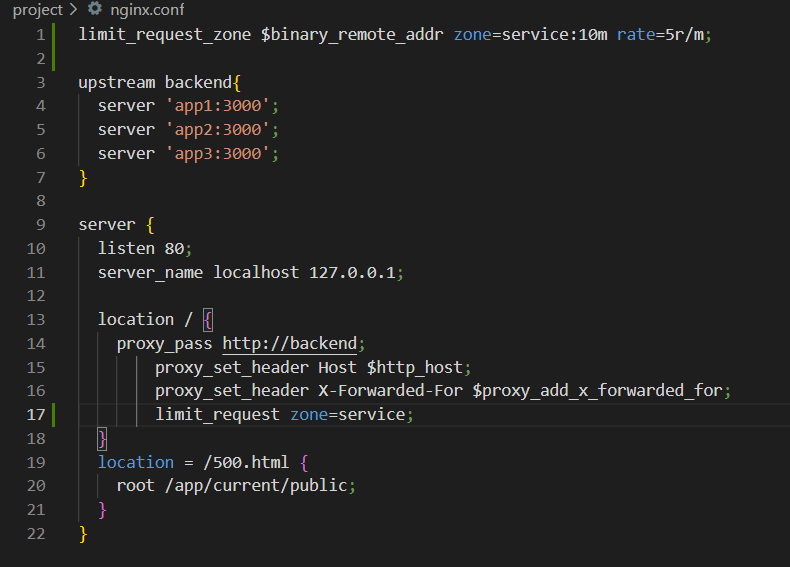 project > nginx.conf
1 limit_request_zone $binary_remote_addr zone=service:10m rate=5r/m;
2
3 upstream backend{
4 server 'app1:3000';
5 server 'app2:3000';
6 server 'app3:3000';
7 }
8
9 server {
10 listen 80;
11 server_name localhost 127.0.0.1;
12
13 location / {
14 proxy_pass http://backend;
15 proxy_set_header Host $http_host;
16 proxy_set_header X-Forwarded-For $proxy_add_x_forwarded_for;
17 limit_request zone=service;
18 }
19 location = /500.html {
20 root /app/current/public;
21 }
22 }